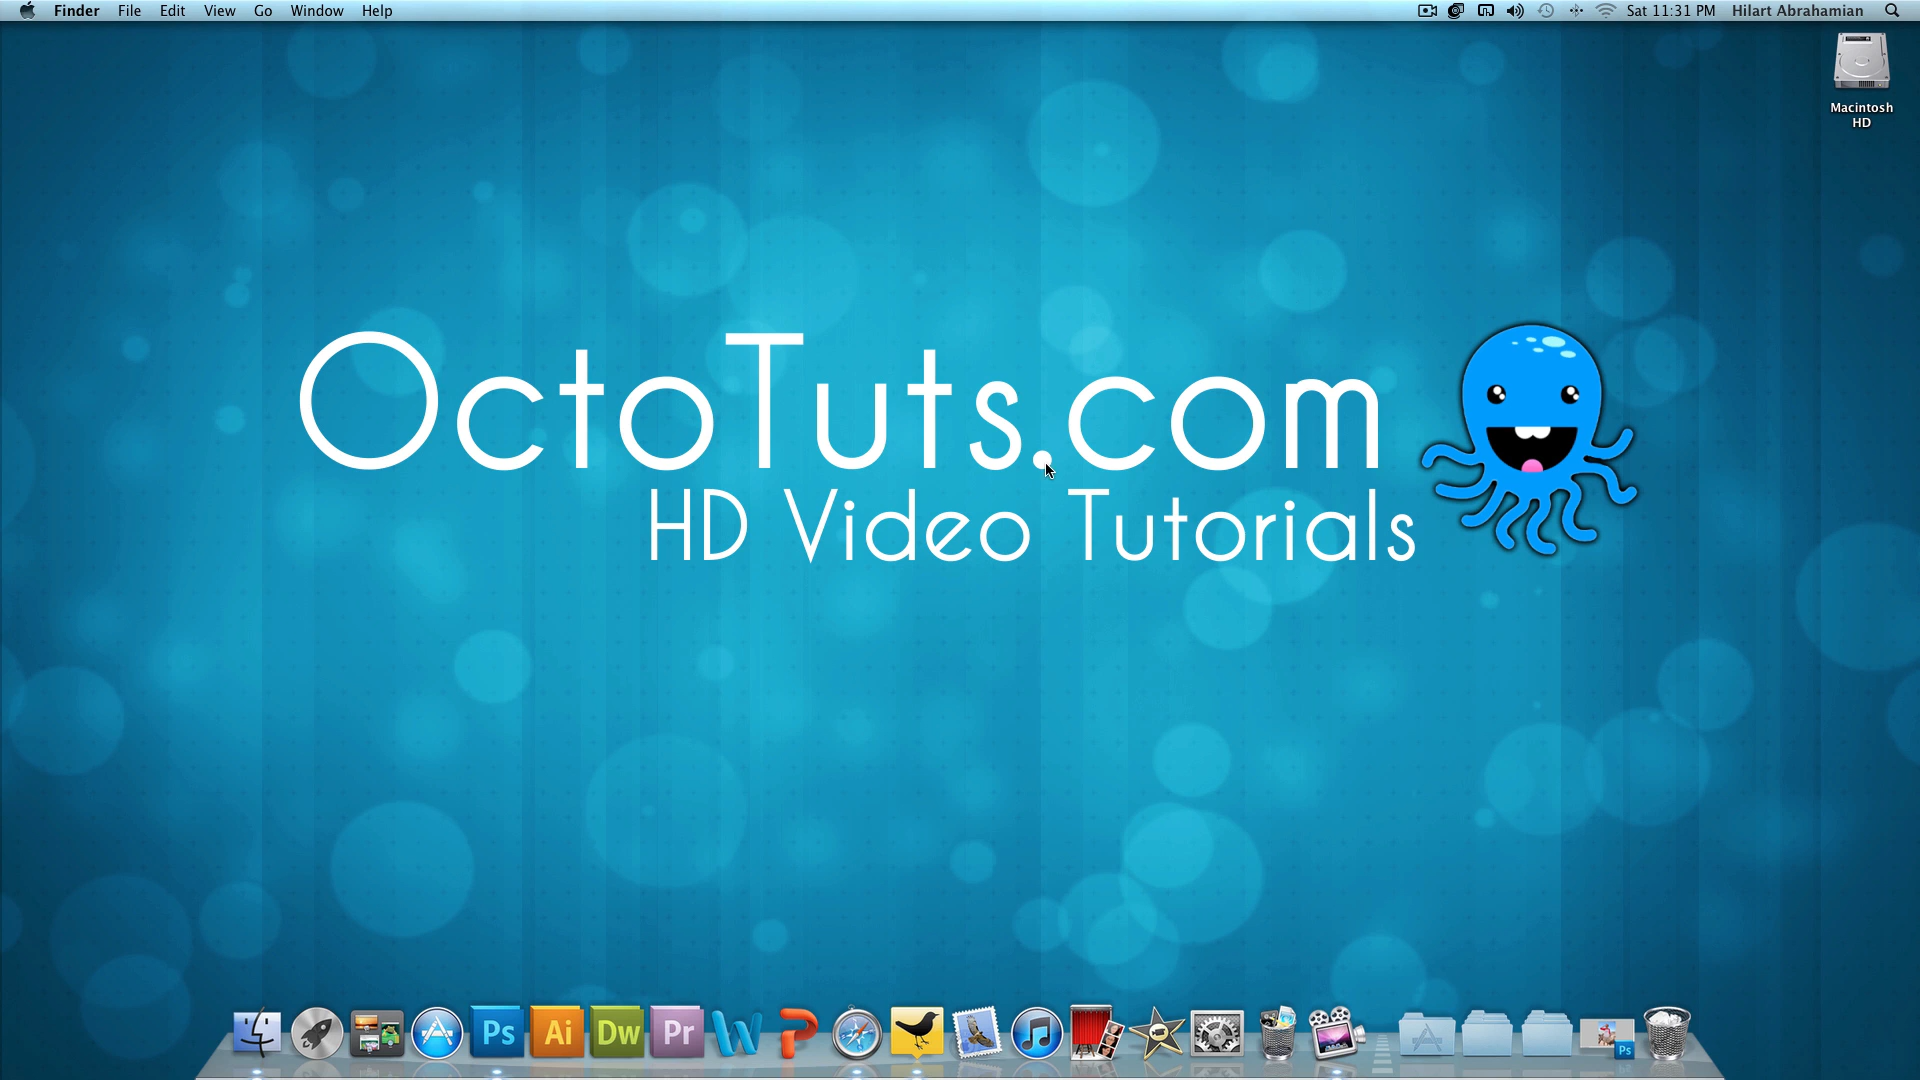 Finder File Edit View Go Window Help Sat 11:31 PM Hilart Abrahamian
Macintosh
HD
OctoTuts.com
HD Video Tutorials
Ps Ai Dw Pr W P Ps